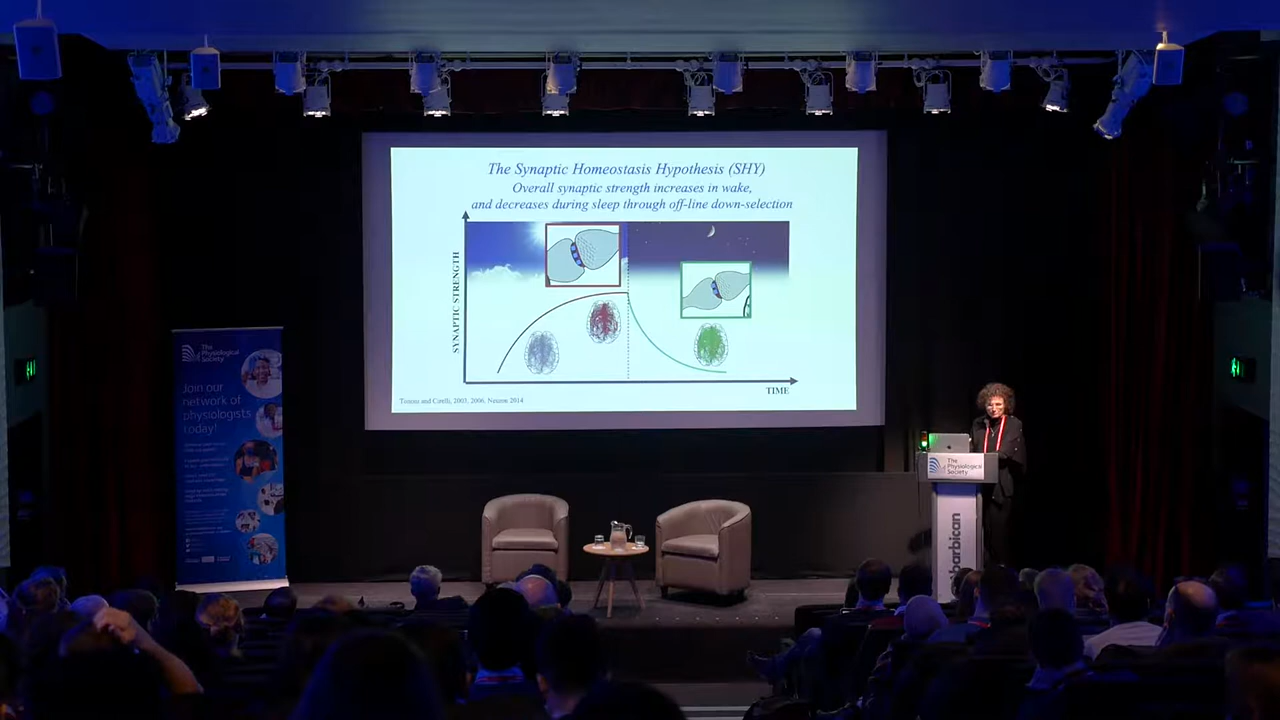 The Synaptic Homeostasis Hypothesis (SHY)
Overall synaptic strength increases in wake,
and decreases during sleep through off-line down-selection
SYNAPTIC STRENGTH
TIME
Tononi and Cirelli, 2003, 2006, Neuron 2014
The
Physiological
Society
Join our
network of
physiologists
today!
The
Physiological
Society
barbican